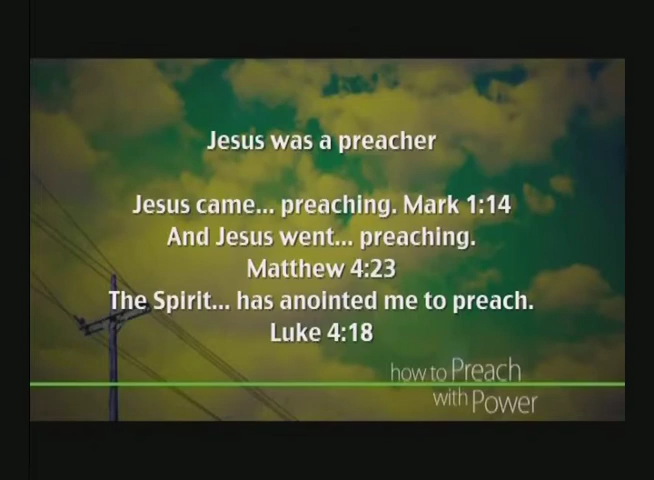 Jesus was a preacher
Jesus came... preaching. Mark 1:14
And Jesus went... preaching.
Matthew 4:23
The Spirit... has anointed me to preach.
Luke 4:18
how to Preach
with Power